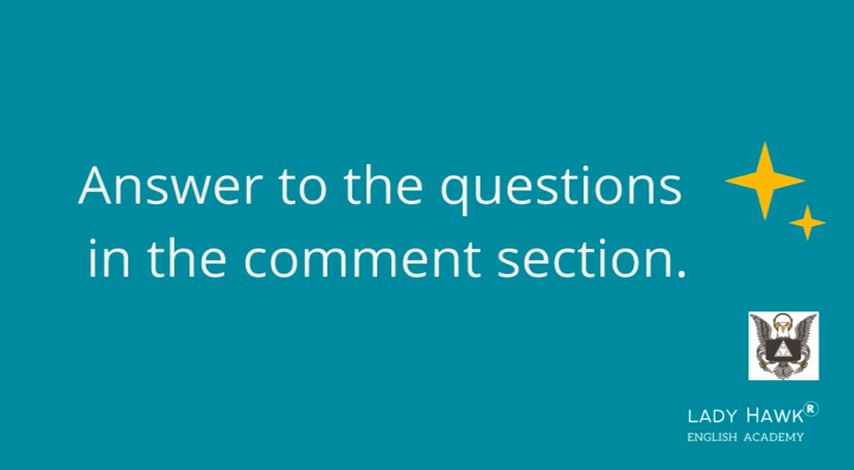 Answer to the questions
in the comment section.
LADY HAWK®
ENGLISH ACADEMY